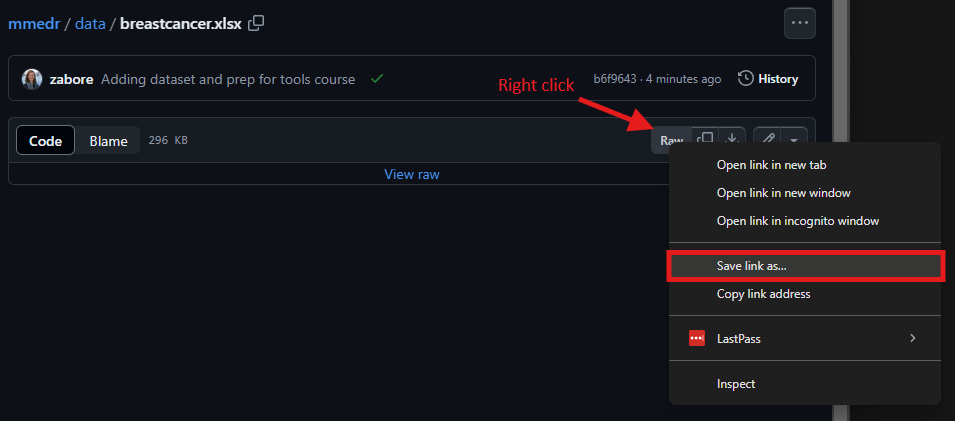 mmedr / data / breastcancer.xlsx
zabore Adding dataset and prep for tools course b6f9643 · 4 minutes ago History
Right click
Code Blame 296 KB Raw
View raw
Open link in new tab
Open link in new window
Open link in incognito window
Save link as...
Copy link address
LastPass
Inspect